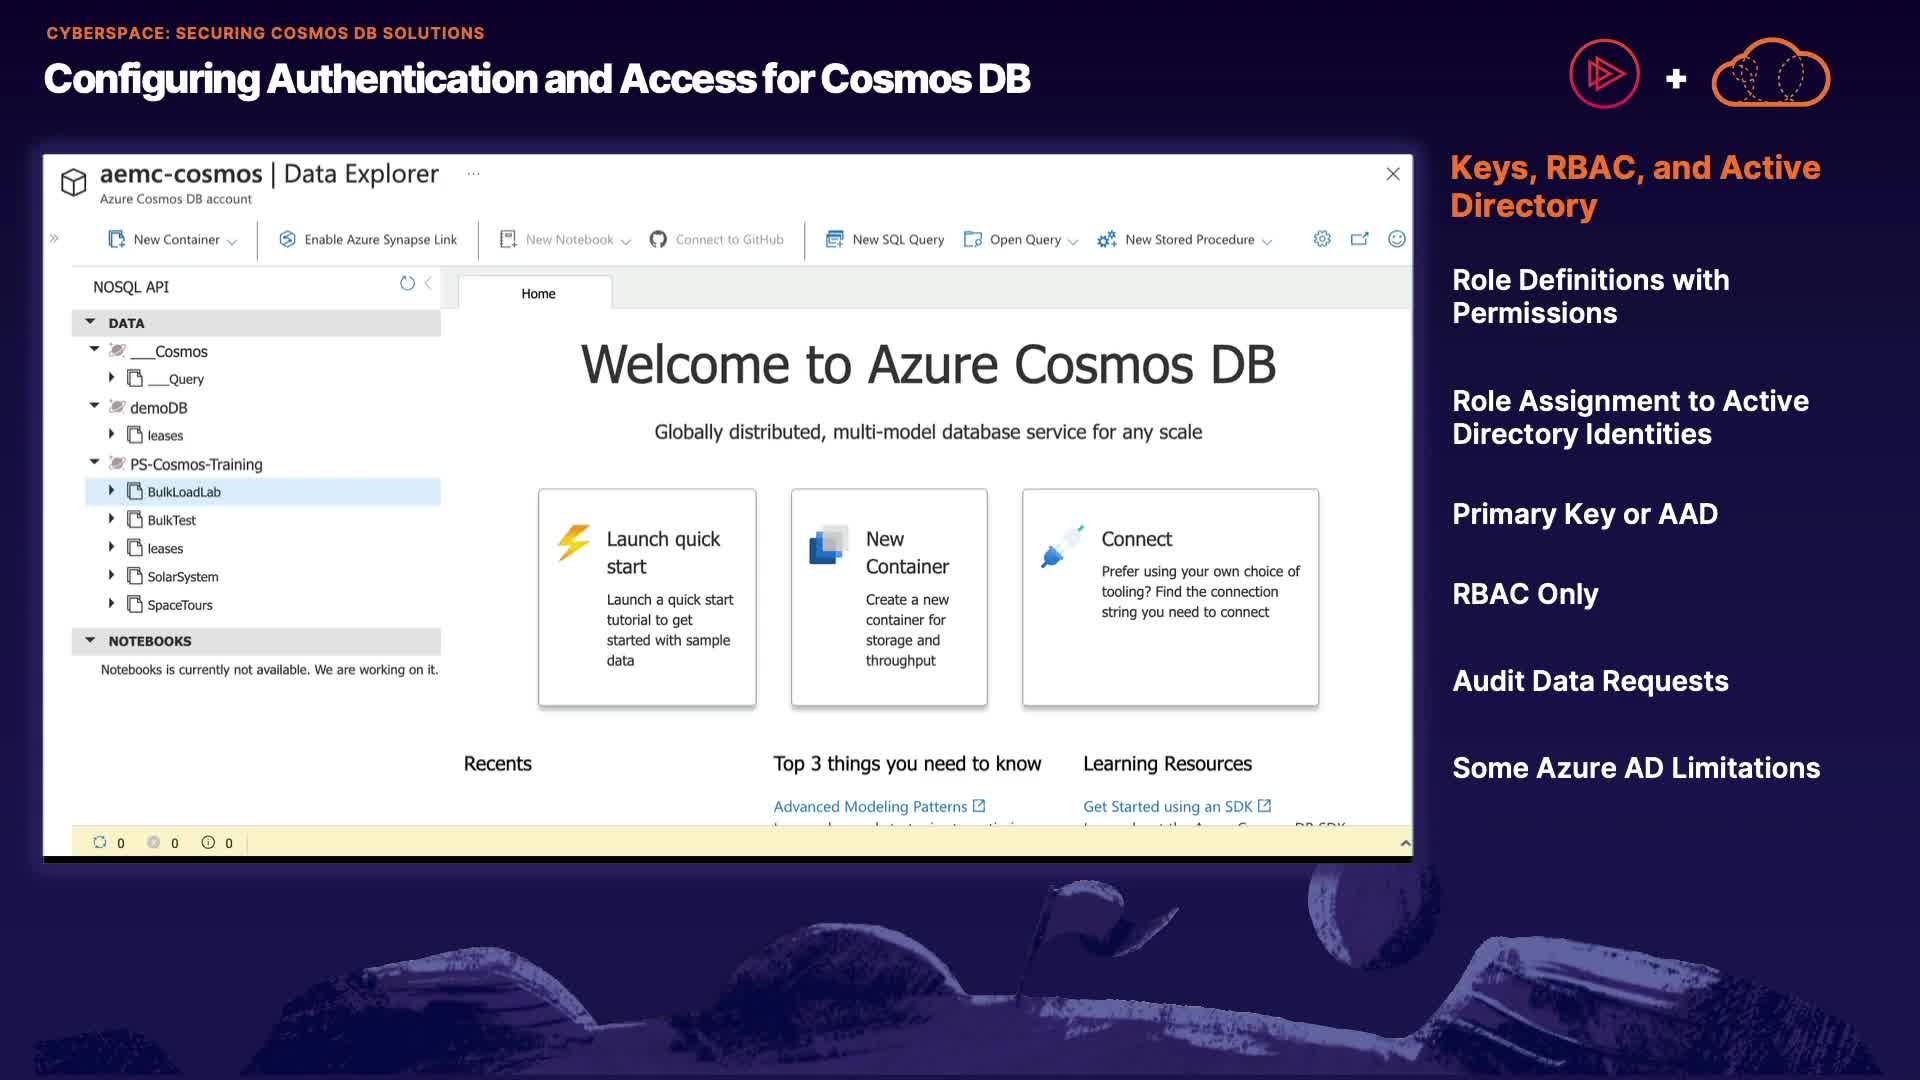 CYBERSPACE: SECURING COSMOS DB SOLUTIONS
Configuring Authentication and Access for Cosmos DB
+
aemc-cosmos | Data Explorer ...
Azure Cosmos DB account
New Container
Enable Azure Synapse Link
New Notebook
Connect to GitHub
New SQL Query
Open Query
New Stored Procedure
NOSQL API
DATA
___Cosmos
___Query
demoDB
leases
PS-Cosmos-Training
BulkLoadLab
BulkTest
leases
SolarSystem
SpaceTours
NOTEBOOKS
Notebooks is currently not available. We are working on it.
Home
Welcome to Azure Cosmos DB
Globally distributed, multi-model database service for any scale
Launch quick
start
Launch a quick start
tutorial to get
started with sample
data
New
Container
Create a new
container for
storage and
throughput
Connect
Prefer using your own choice of
tooling? Find the connection
string you need to connect
Recents
Top 3 things you need to know
Advanced Modeling Patterns
Learning Resources
Get Started using an SDK
0 0 0
Keys, RBAC, and Active
Directory
Role Definitions with
Permissions
Role Assignment to Active
Directory Identities
Primary Key or AAD
RBAC Only
Audit Data Requests
Some Azure AD Limitations